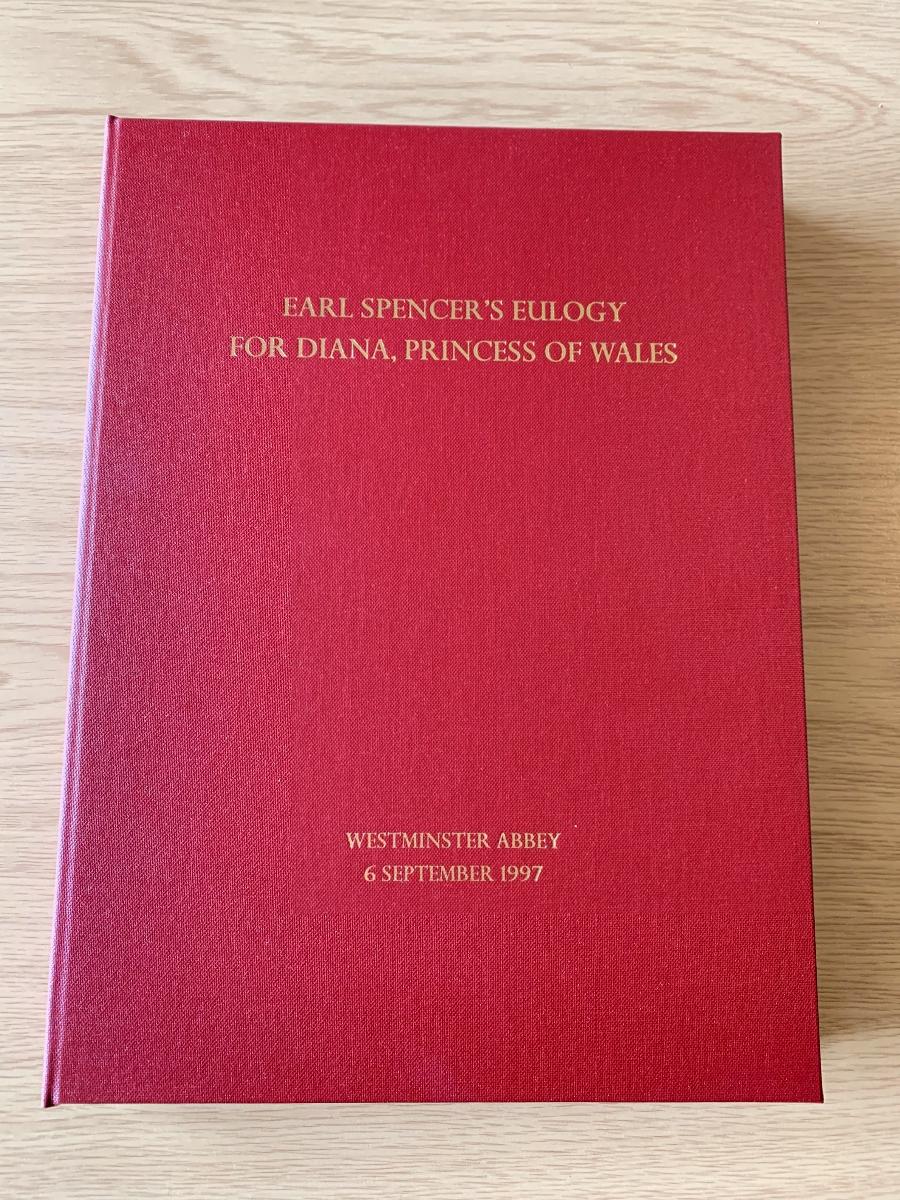 EARL SPENCER'S EULOGY
FOR DIANA, PRINCESS OF WALES
WESTMINSTER ABBEY
6 SEPTEMBER 1997